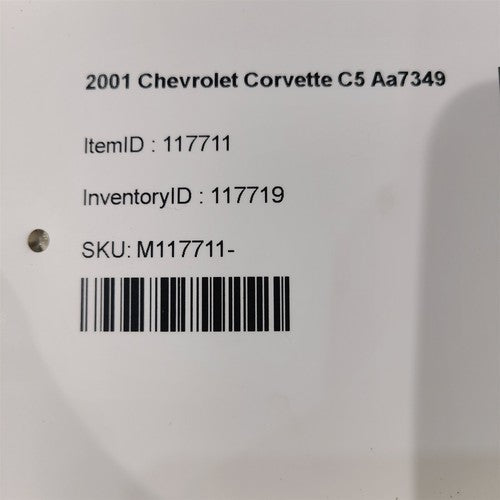 2001 Chevrolet Corvette C5 Aa7349
ItemID : 117711
InventoryID : 117719
SKU: M117711-